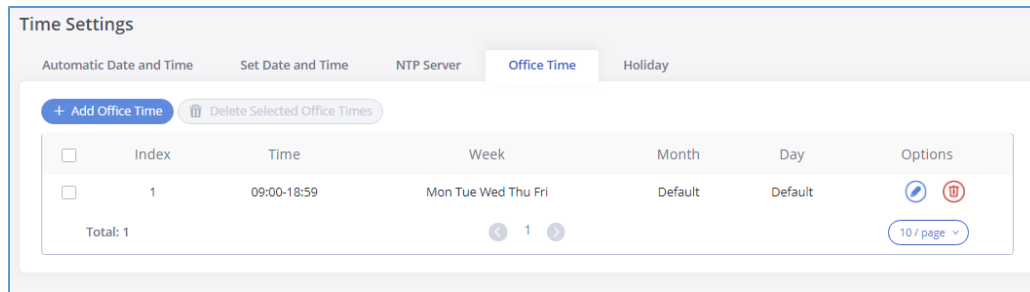 Time Settings
Automatic Date and Time Set Date and Time NTP Server Office Time Holiday
+ Add Office Time Delete Selected Office Times
Index Time Week Month Day Options
1 09:00-18:59 Mon Tue Wed Thu Fri Default Default
Total: 1 1 10 / page